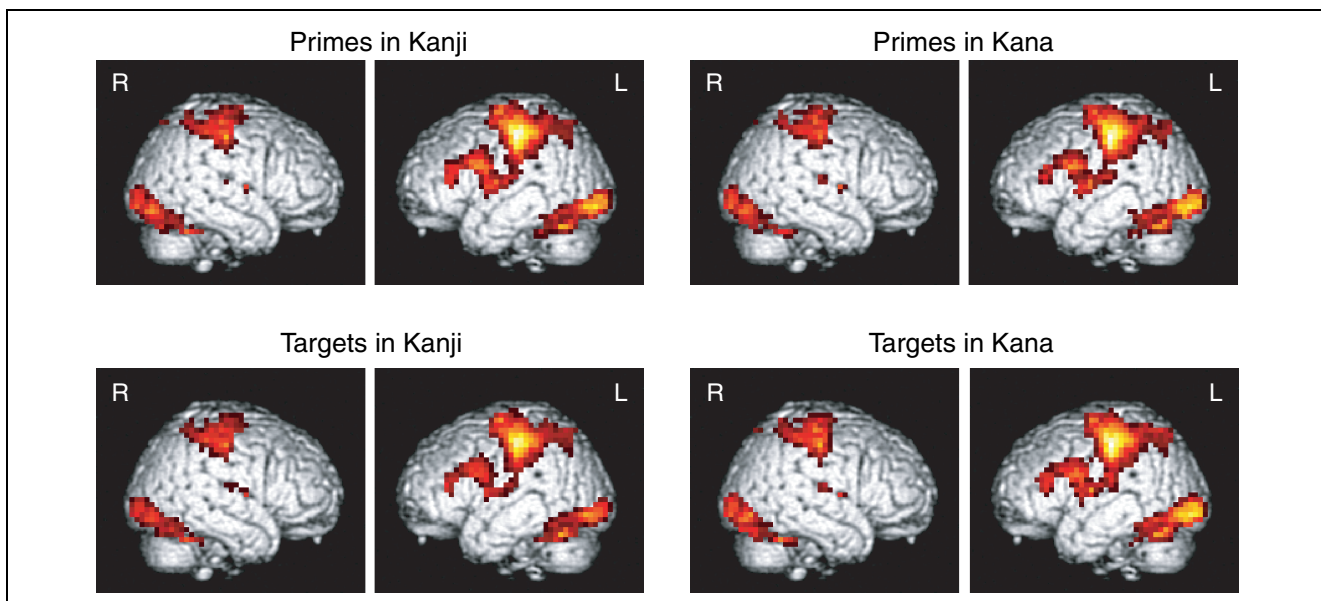 Primes in Kanji
Primes in Kana
R
L
R
L
Targets in Kanji
Targets in Kana
R
L
R
L